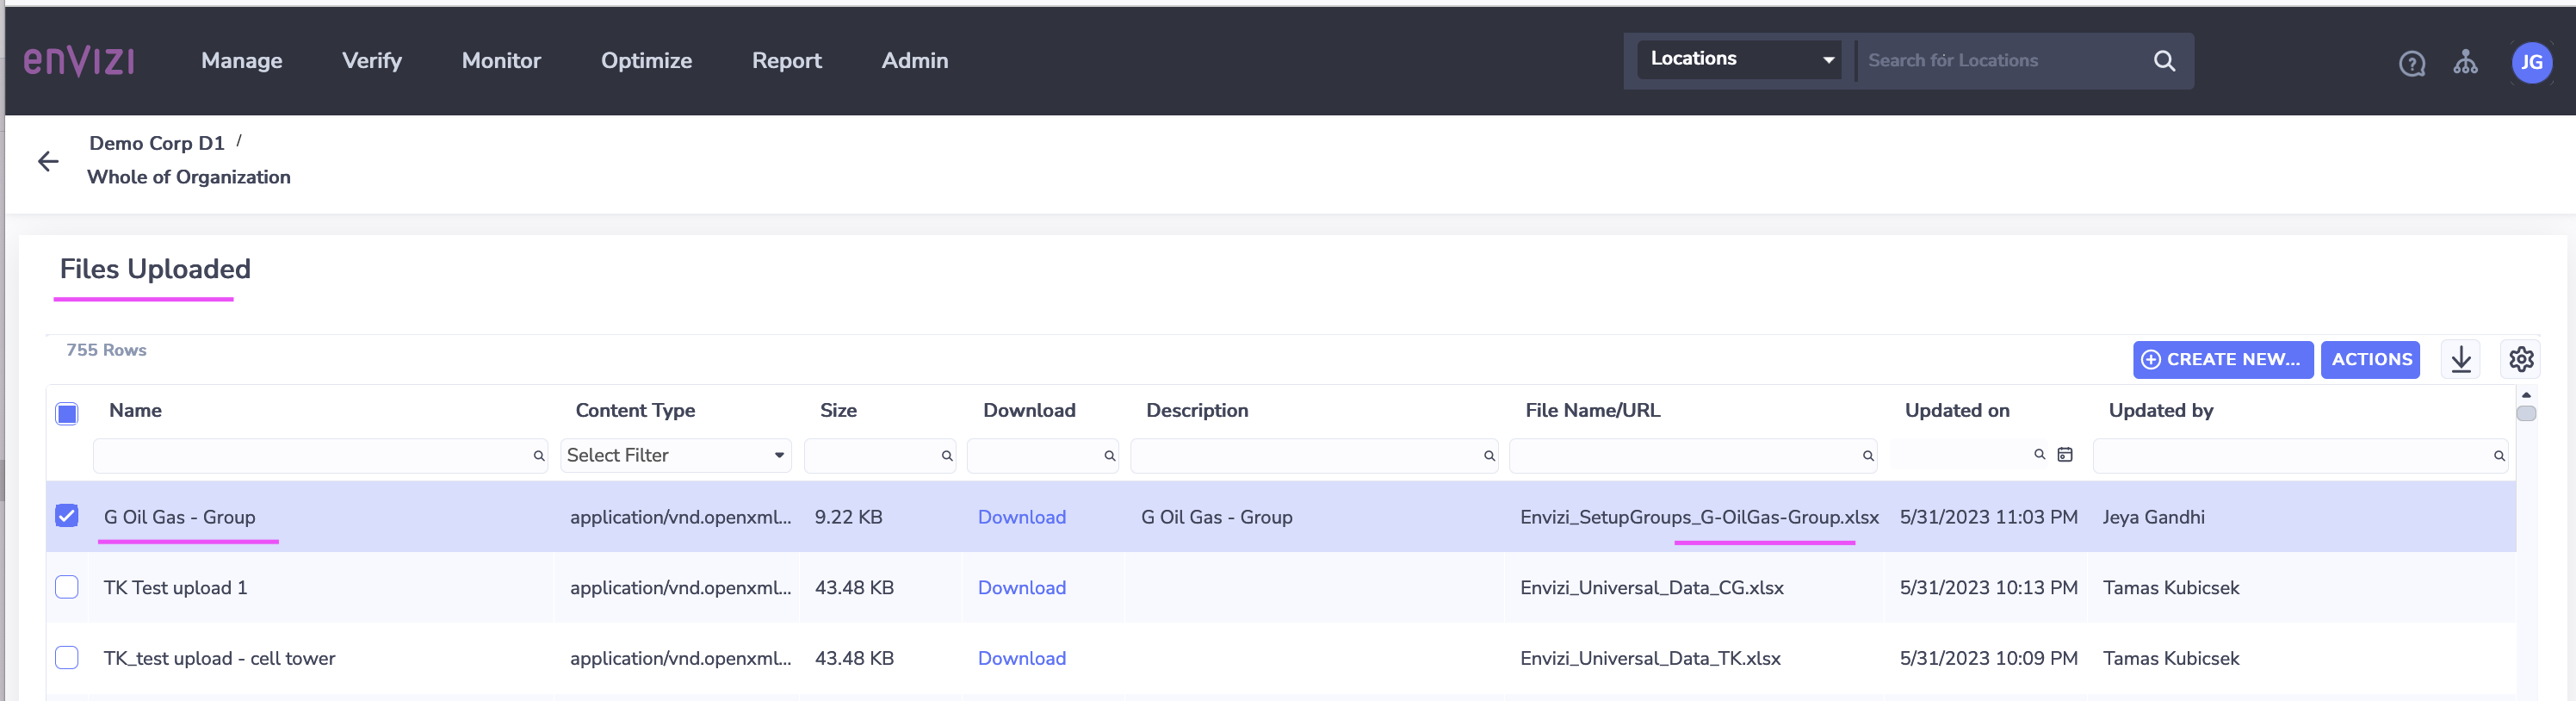 enVIZI Manage Verify Monitor Optimize Report Admin Locations Search for Locations ? JG
Demo Corp D1 /
Whole of Organization
Files Uploaded
755 Rows
CREATE NEW... ACTIONS
Name Content Type Size Download Description File Name/URL Updated on Updated by
Select Filter
G Oil Gas - Group application/vnd.openxml... 9.22 KB Download G Oil Gas - Group Envizi_SetupGroups_G-OilGas-Group.xlsx 5/31/2023 11:03 PM Jeya Gandhi
TK Test upload 1 application/vnd.openxml... 43.48 KB Download Envizi_Universal_Data_CG.xlsx 5/31/2023 10:13 PM Tamas Kubicsek
TK_test upload - cell tower application/vnd.openxml... 43.48 KB Download Envizi_Universal_Data_TK.xlsx 5/31/2023 10:09 PM Tamas Kubicsek